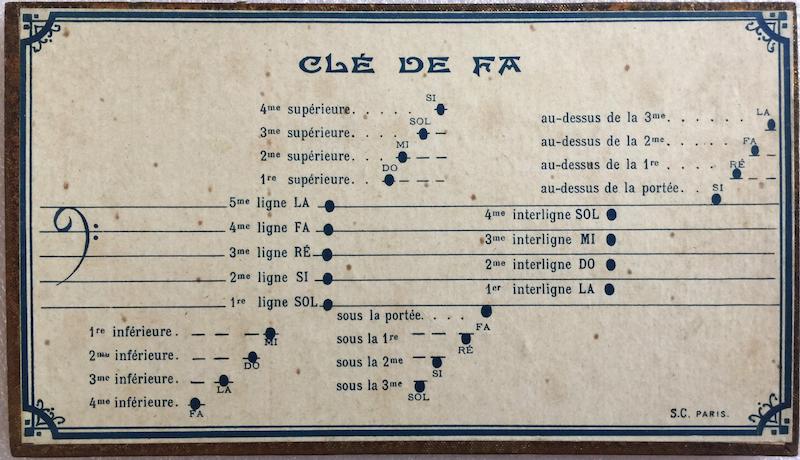 CLÉ DE FA
4me supérieure. . . . . SI
3me supérieure. . . . SOL
2me supérieure. . . MI
1re supérieure. . DO
au-dessus de la 3me. . . . . . . LA
au-dessus de la 2me. . . . . . FA
au-dessus de la 1re . . . . RÉ
au-dessus de la portée. . SI
5me ligne LA
4me ligne FA
3me ligne RÉ
2me ligne SI
1re ligne SOL
4me interligne SOL
3me interligne MI
2me interligne DO
1er interligne LA
1re inférieure. MI
2me inférieure. DO
3me inférieure. LA
4me inférieure. FA
sous la portée. . . . FA
sous la 1re RÉ
sous la 2me SI
sous la 3me SOL
S.C. PARIS.